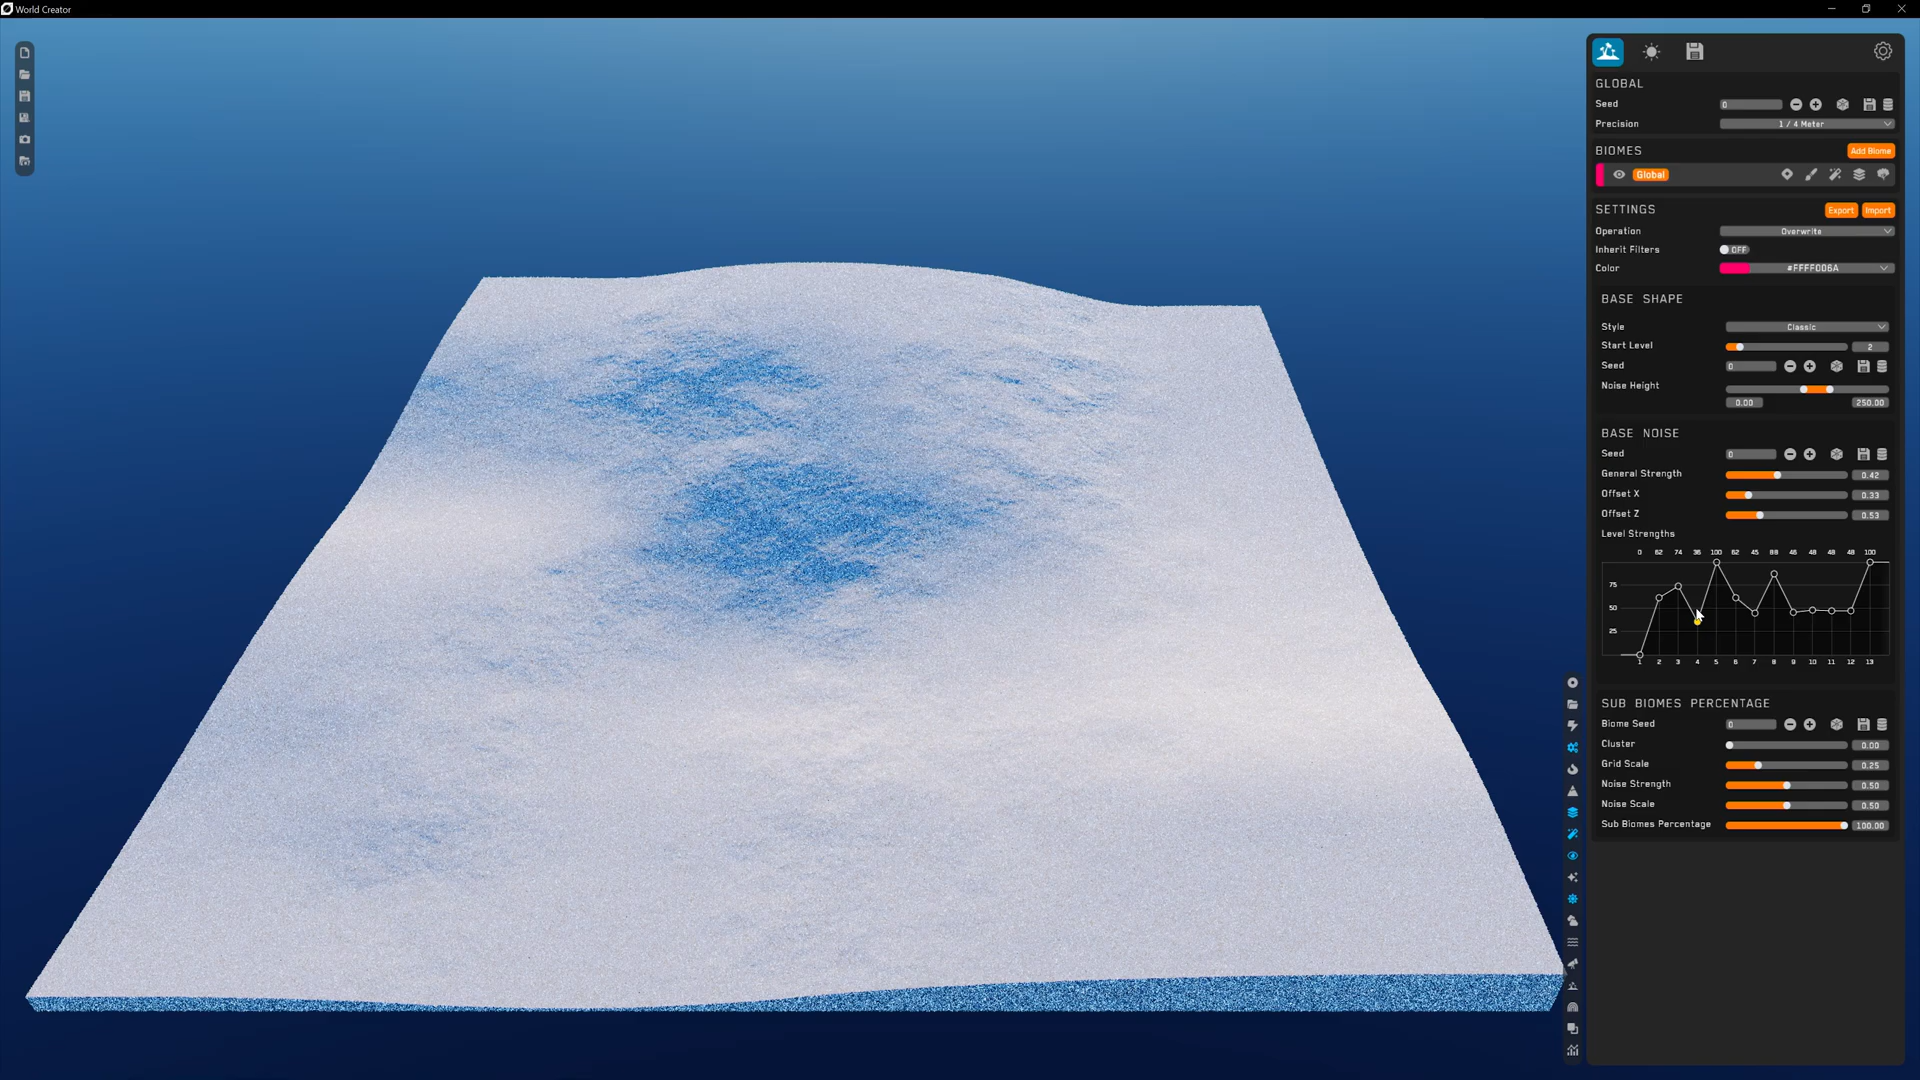 World Creator
GLOBAL
Seed 0
Precision 1 / 4 Meter
BIOMES Add Biome
Global
SETTINGS Export Import
Operation Overwrite
Inherit Filters OFF
Color #FFFF006A
BASE SHAPE
Style Classic
Start Level 2
Seed 0
Noise Height
0.00 250.00
BASE NOISE
Seed 0
General Strength 0.42
Offset X 0.33
Offset Z 0.53
Level Strengths
0 62 74 36 100 62 45 88 46 48 48 48 100
75
50
25
1 2 3 4 5 6 7 8 9 10 11 12 13
SUB BIOMES PERCENTAGE
Biome Seed 0
Cluster 0.00
Grid Scale 0.25
Noise Strength 0.50
Noise Scale 0.50
Sub Biomes Percentage 100.00